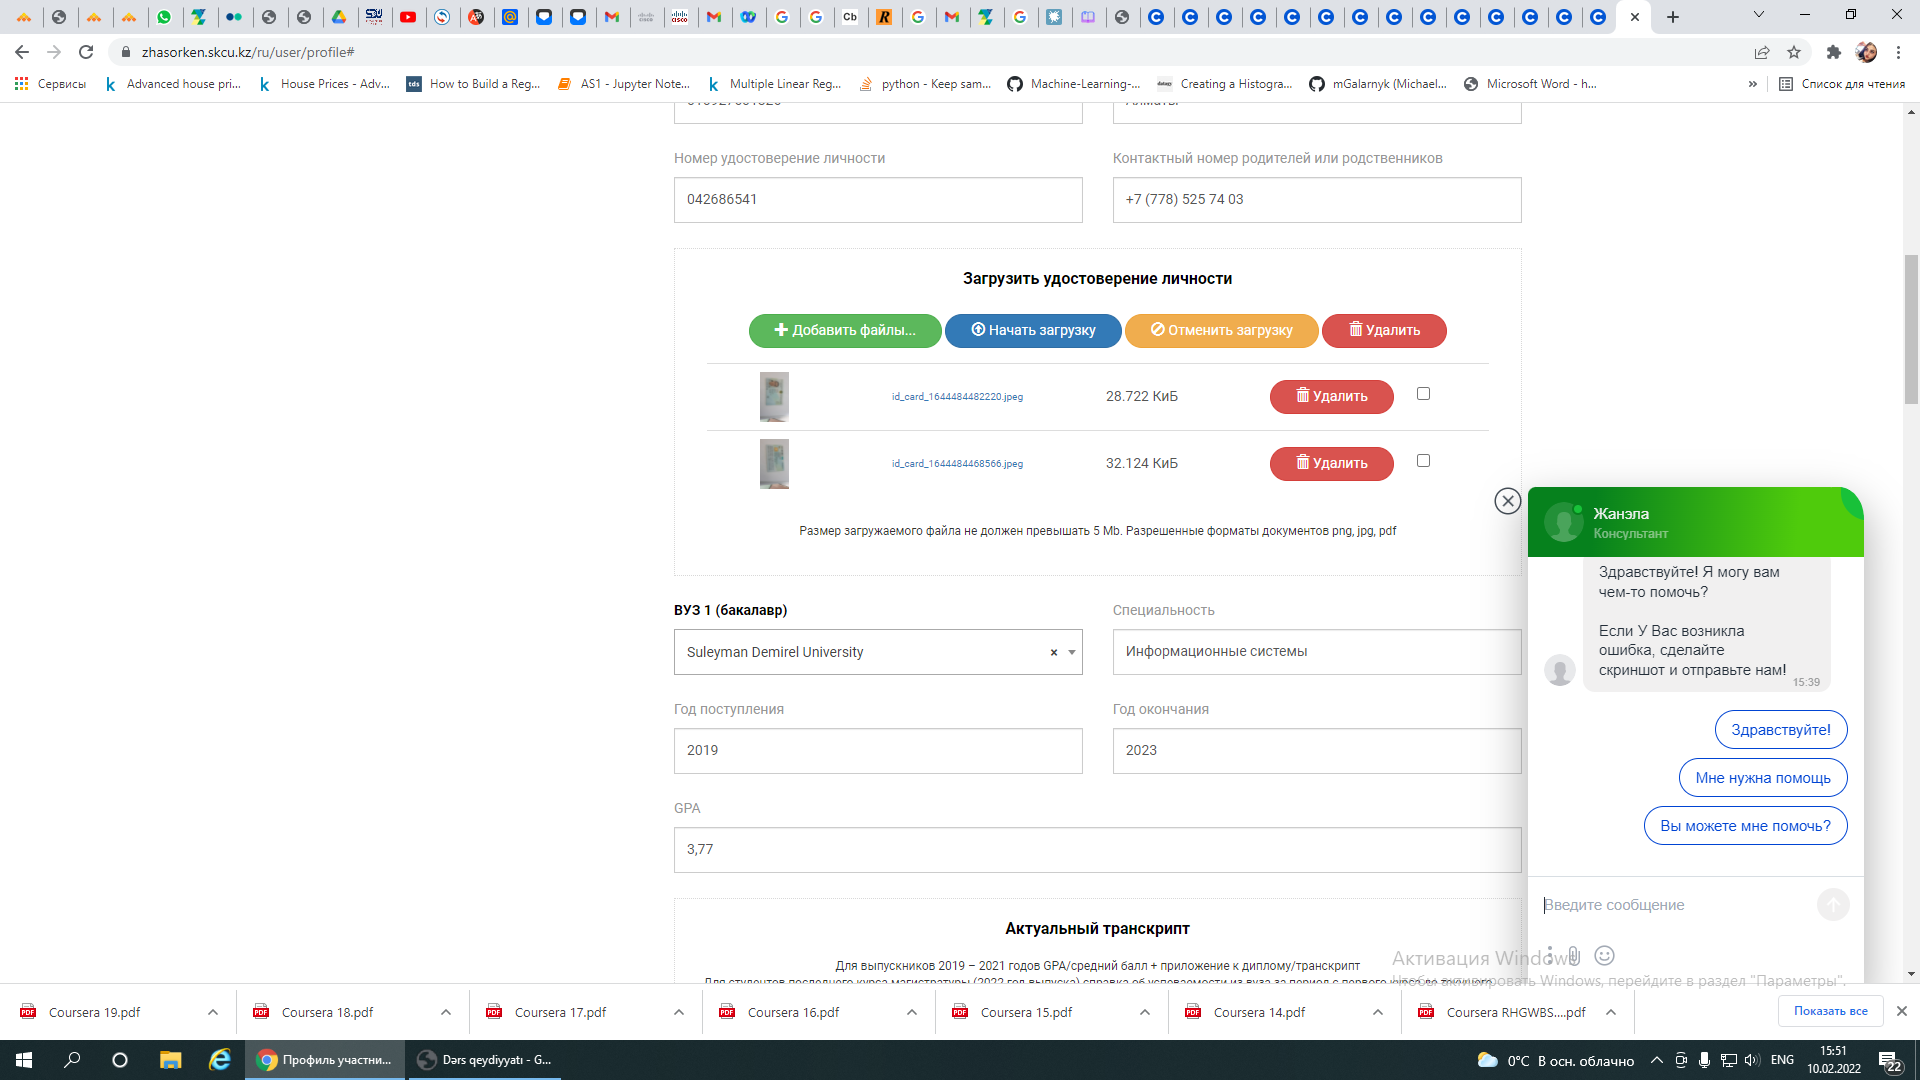 zhasorken.skcu.kz/ru/user/profile#
Сервисы
Advanced house pri...
House Prices - Adv...
How to Build a Reg...
AS1 - Jupyter Note...
Multiple Linear Reg...
python - Keep sam...
Machine-Learning-...
Creating a Histogra...
mGalarnyk (Michael...
Microsoft Word - h...
»
Список для чтения
Номер удостоверение личности
Контактный номер родителей или родственников
042686541
+7 (778) 525 74 03
Загрузить удостоверение личности
Добавить файлы...
Начать загрузку
Отменить загрузку
Удалить
id_card_1644484482220.jpeg
28.722 КиБ
Удалить
id_card_1644484468566.jpeg
32.124 КиБ
Удалить
Размер загружаемого файла не должен превышать 5 Mb. Разрешенные форматы документов png, jpg, pdf
ВУЗ 1 (бакалавр)
Специальность
Suleyman Demirel University
Информационные системы
Год поступления
Год окончания
2019
2023
GPA
3,77
Актуальный транскрипт
Для выпускников 2019 – 2021 годов GPA/средний балл + приложение к диплому/транскрипт
Жанэла
Консультант
Здравствуйте! Я могу вам
чем-то помочь?
Если У Вас возникла
ошибка, сделайте
скриншот и отправьте нам!
15:39
Здравствуйте!
Мне нужна помощь
Вы можете мне помочь?
Введите сообщение
Активация Windows
Чтобы активировать Windows, перейдите в раздел "Параметры".
Coursera 19.pdf
Coursera 18.pdf
Coursera 17.pdf
Coursera 16.pdf
Coursera 15.pdf
Coursera 14.pdf
Coursera RHGWBS....pdf
Показать все
Профиль участни...
Dərs qeydiyyatı - G...
0°C В осн. облачно
ENG
15:51
10.02.2022
22